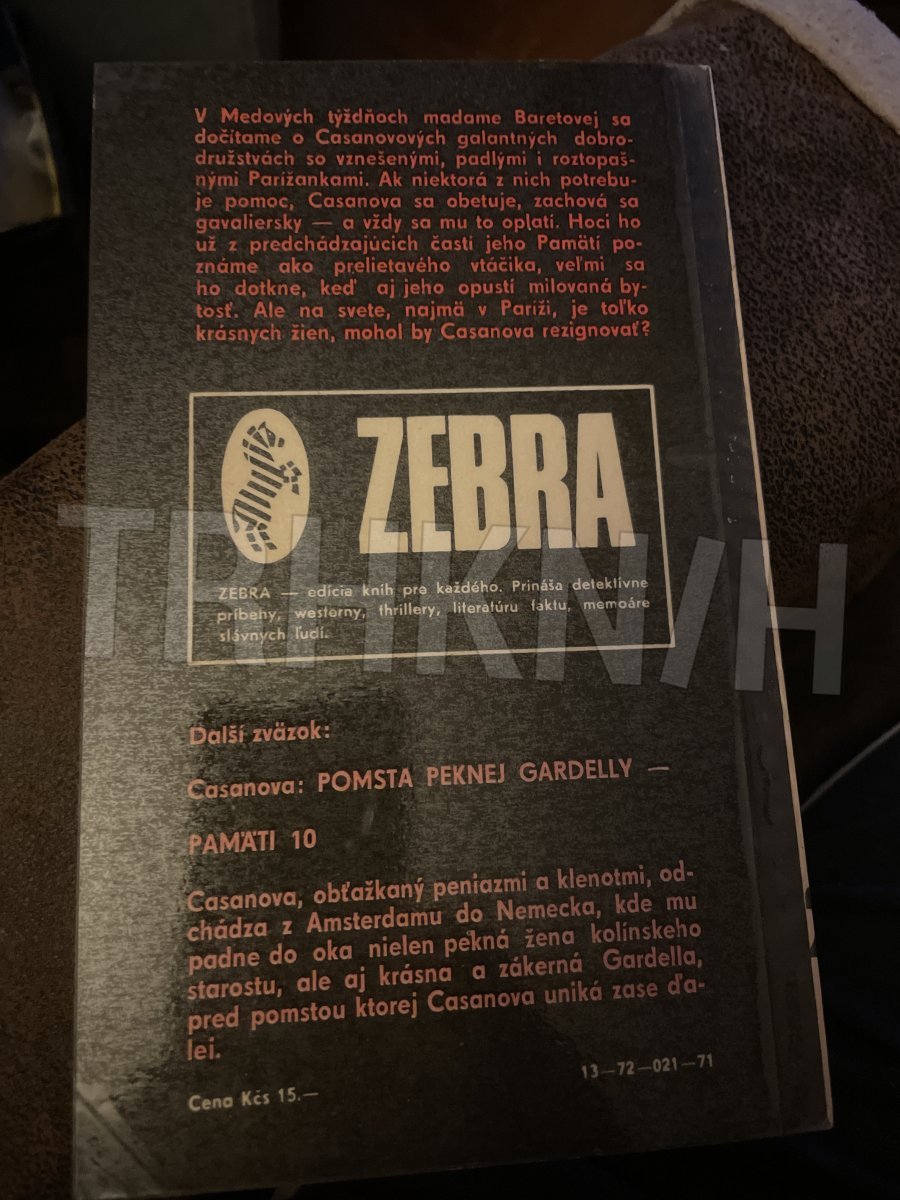 V Medových týždňoch madame Baretovej sa
dočítame o Casanovových galantných dobro-
družstvách so vznešenými, padlými i roztopaš-
nými Parížankami. Ak niektorá z nich potrebu-
je pomoc, Casanova sa obetuje, zachová sa
gavaliersky — a vždy sa mu to oplatí. Hoci ho
už z predchádzajúcich častí jeho Pamätí po-
známe ako prelietavého vtáčika, veľmi sa
ho dotkne, keď aj jeho opustí milovaná by-
tosť. Ale na svete, najmä v Paríži, je toľko
krásnych žien, mohol by Casanova rezignovať?
ZEBRA
ZEBRA — edícia kníh pre každého. Prináša detektívne
príbehy, westerny, thrillery, literatúru faktu, memoáre
slávnych ľudí.
TRHKN/H
Ďalší zväzok:
Casanova: POMSTA PEKNEJ GARDELLY —
PAMÄTI 10
Casanova, obťažkaný peniazmi a klenotmi, od-
chádza z Amsterdamu do Nemecka, kde mu
padne do oka nielen pekná žena kolínskeho
starostu, ale aj krásna a zákerná Gardella,
pred pomstou ktorej Casanova uniká zase ďa-
lej.
Cena Kčs 15.—
13—72—021—71